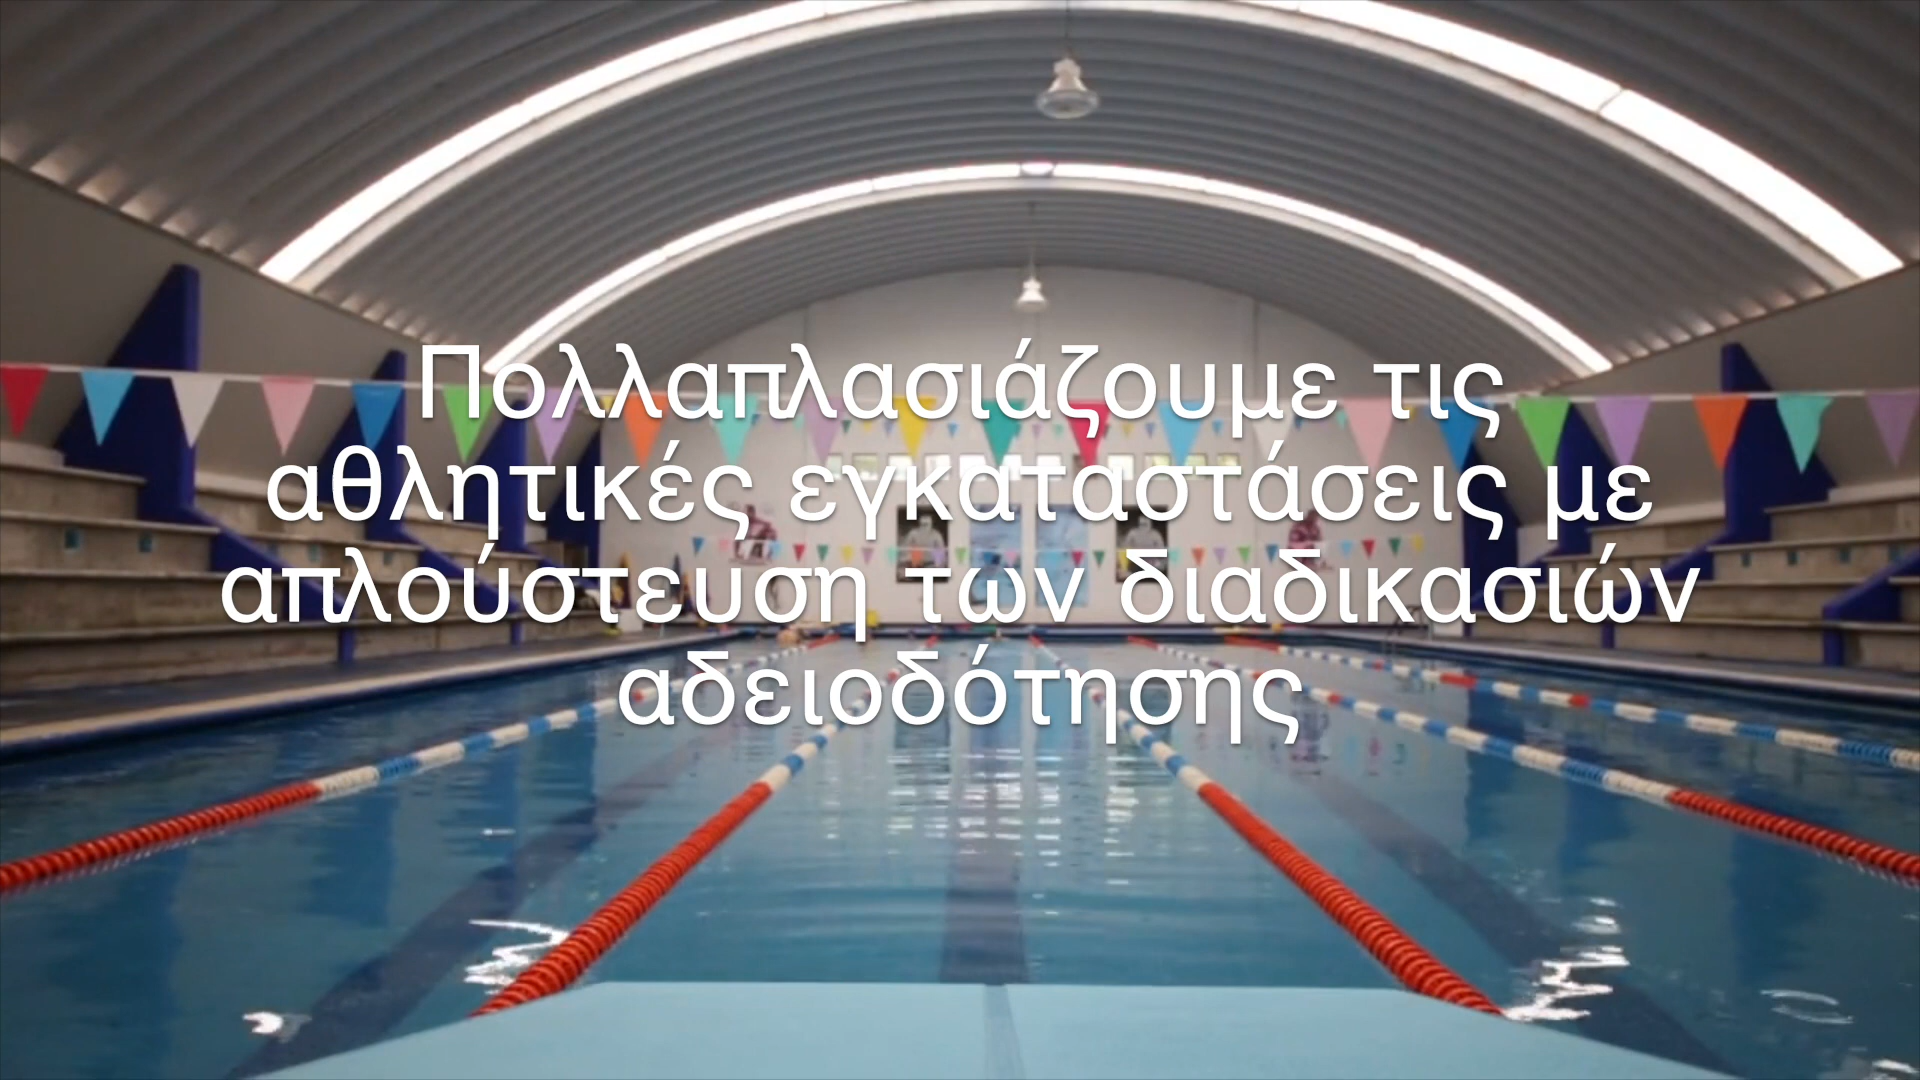 Πολλαπλασιάζουμε τις
αθλητικές εγκαταστάσεις με
απλούστευση των διαδικασιών
αδειοδότησης